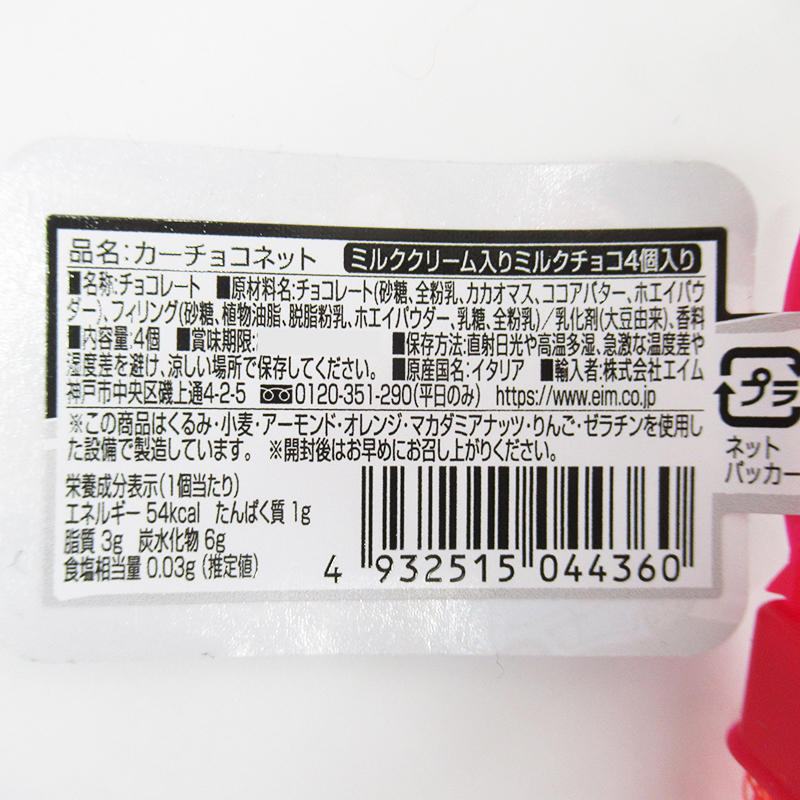 品名：カーチョコネット ミルククリーム入りミルクチョコ4個入り
■名称:チョコレート ■原材料名:チョコレート(砂糖、全粉乳、カカオマス、ココアバター、ホエイパウ
ダー)、フィリング(砂糖、植物油脂、脱脂粉乳、ホエイパウダー、乳糖、全粉乳)／乳化剤(大豆由来)、香料
■内容量:4個 ■賞味期限: ■保存方法:直射日光や高温多湿、急激な温度差や
湿度差を避け、涼しい場所で保存してください。 ■原産国名:イタリア ■輸入者:株式会社エイム
神戸市中央区磯上通4-2-5 0120-351-290(平日のみ) https://www.eim.co.jp
※この商品はくるみ・小麦・アーモンド・オレンジ・マカダミアナッツ・りんご・ゼラチンを使用し
た設備で製造しています。 ※開封後はお早めにお召し上がりください。
栄養成分表示(1個当たり)
エネルギー 54kcal たんぱく質 1g
脂質 3g 炭水化物 6g
食塩相当量 0.03g (推定値)
4 932515 044360
プラ
ネット
パッカー